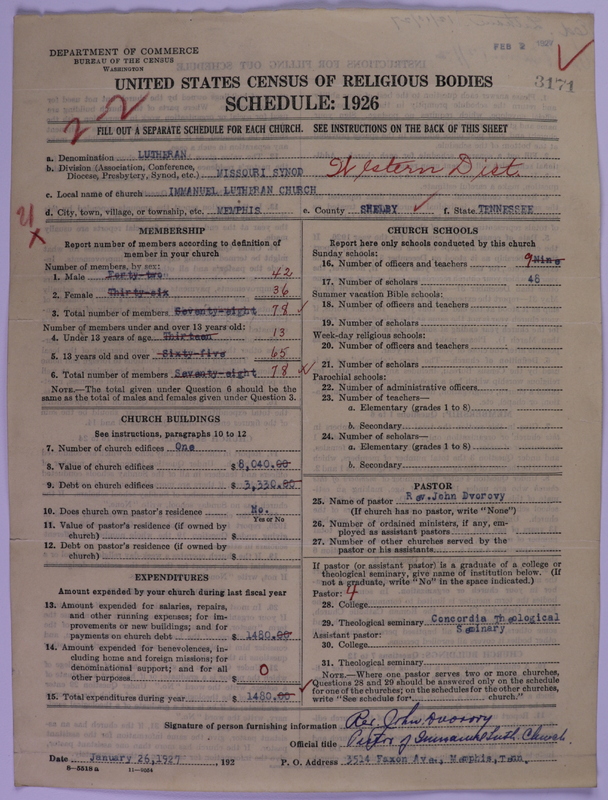 DEPARTMENT OF COMMERCE
BUREAU OF THE CENSUS
WASHINGTON
FEB 2 1927
3171
UNITED STATES CENSUS OF RELIGIOUS BODIES
SCHEDULE: 1926
2-2
FILL OUT A SEPARATE SCHEDULE FOR EACH CHURCH. SEE INSTRUCTIONS ON THE BACK OF THIS SHEET
a. Denomination LUTHERAN
b. Division (Association, Conference, Diocese, Presbytery, Synod, etc.) MISSOURI SYNOD Western Dist.
c. Local name of church IMMANUEL LUTHERAN CHURCH
d. City, town, village, or township, etc. MEMPHIS e. County SHELBY f. State TENNESSEE
21
x
MEMBERSHIP
Report number of members according to definition of
member in your church
Number of members, by sex:
1. Male Forty-two 42
2. Female Thirty-six 36
3. Total number of members Seventy-eight 78
Number of members under and over 13 years old:
4. Under 13 years of age Thirteen 13
5. 13 years old and over Sixty-five 65
6. Total number of members Seventy-eight 78
NOTE.—The total given under Question 6 should be the
same as the total of males and females given under Question 3.
CHURCH BUILDINGS
See instructions, paragraphs 10 to 12
7. Number of church edifices One
8. Value of church edifices $8,040.00
9. Debt on church edifices $3,330.00
10. Does church own pastor's residence? No.
Yes or No
11. Value of pastor's residence (if owned by
church) $
12. Debt on pastor's residence (if owned by
church) $
EXPENDITURES
Amount expended by your church during last fiscal year
13. Amount expended for salaries, repairs,
and other running expenses; for im-
provements or new buildings; and for
payments on church debt $ 1480.00
14. Amount expended for benevolences, in-
cluding home and foreign missions; for
denominational support; and for all
other purposes $ 0
15. Total expenditures during year $ 1480.00
CHURCH SCHOOLS
Report here only schools conducted by this church
Sunday schools:
16. Number of officers and teachers 9 Nine
17. Number of scholars 48
Summer vacation Bible schools:
18. Number of officers and teachers
19. Number of scholars
Week-day religious schools:
20. Number of officers and teachers
21. Number of scholars
Parochial schools:
22. Number of administrative officers
23. Number of teachers—
a. Elementary (grades 1 to 8)
b. Secondary
24. Number of scholars—
a. Elementary (grades 1 to 8)
b. Secondary
PASTOR
25. Name of pastor Rev. John Dvorovy
(If church has no pastor, write "None")
26. Number of ordained ministers, if any, em-
ployed as assistant pastors
27. Number of other churches served by the
pastor or his assistants
If pastor (or assistant pastor) is a graduate of a college or
theological seminary, give name of institution below. (If
not a graduate, write "No" in the space indicated.)
Pastor: 4
28. College
29. Theological seminary Concordia Theological
Seminary
Assistant pastor:
30. College
31. Theological seminary
NOTE.—Where one pastor serves two or more churches,
Questions 28 and 29 should be answered only on the schedule
for one of the churches; on the schedules for the other churches,
write "See schedule for church."
Signature of person furnishing information Rev. John Dvorovy
Official title Pastor of Immanuel Luth. Church.
Date January 26, 1927 , 192 P. O. Address 3514 Faxon Ave., Memphis, Tenn.
8—5518a 11—9034